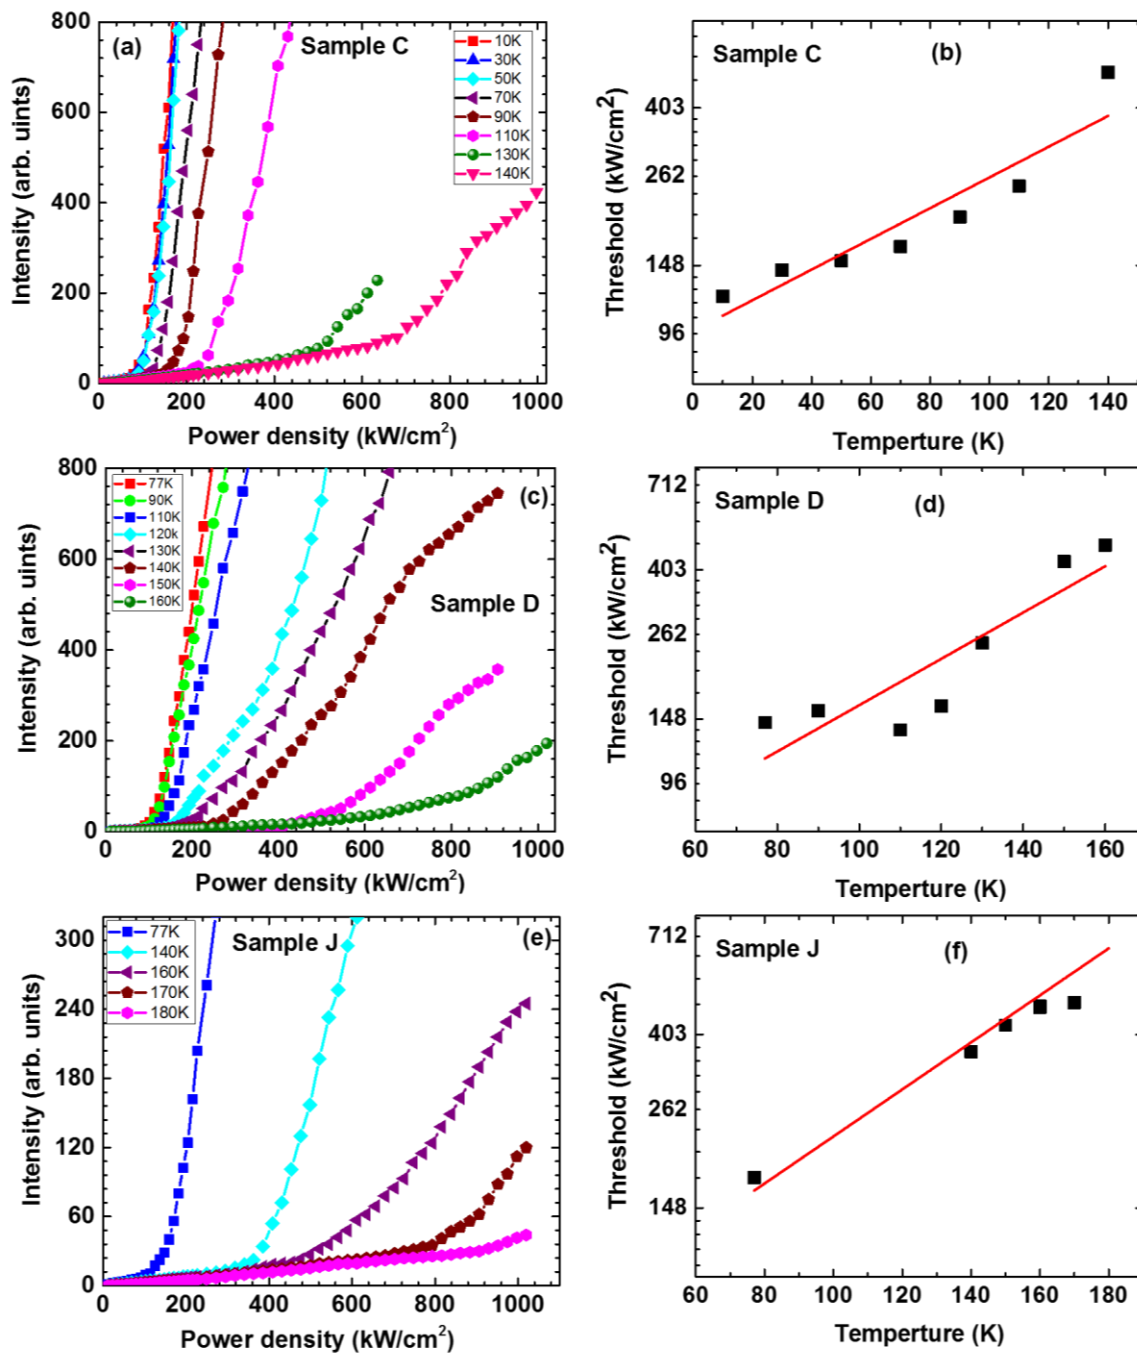 (a)
Sample C
10K
30K
50K
70K
90K
110K
130K
140K
800
600
400
200
0
Intensity (arb. uints)
0 200 400 600 800 1000
Power density (kW/cm²)
Sample C
(b)
403
262
148
96
Threshold (kW/cm²)
0 20 40 60 80 100 120 140
Temperture (K)
77K
90K
110K
120k
130K
140K
150K
160K
(c)
Sample D
800
600
400
200
0
Intensity (arb. uints)
0 200 400 600 800 1000
Power density (kW/cm²)
Sample D
(d)
712
403
262
148
96
Threshold (kW/cm²)
60 80 100 120 140 160
Temperture (K)
77K
140K
160K
170K
180K
Sample J
(e)
300
240
180
120
60
0
Intensity (arb. units)
0 200 400 600 800 1000
Power density (kW/cm²)
Sample J
(f)
712
403
262
148
Threshold (kW/cm²)
60 80 100 120 140 160 180
Temperture (K)